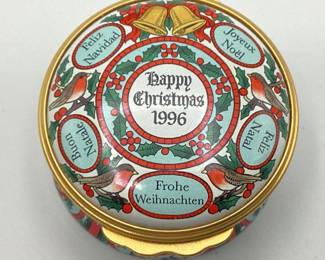 Happy
Christmas
1996
Joyeux
Noël
Feliz
Natal
Frohe
Weihnachten
Buon
Natale
Feliz
Navidad